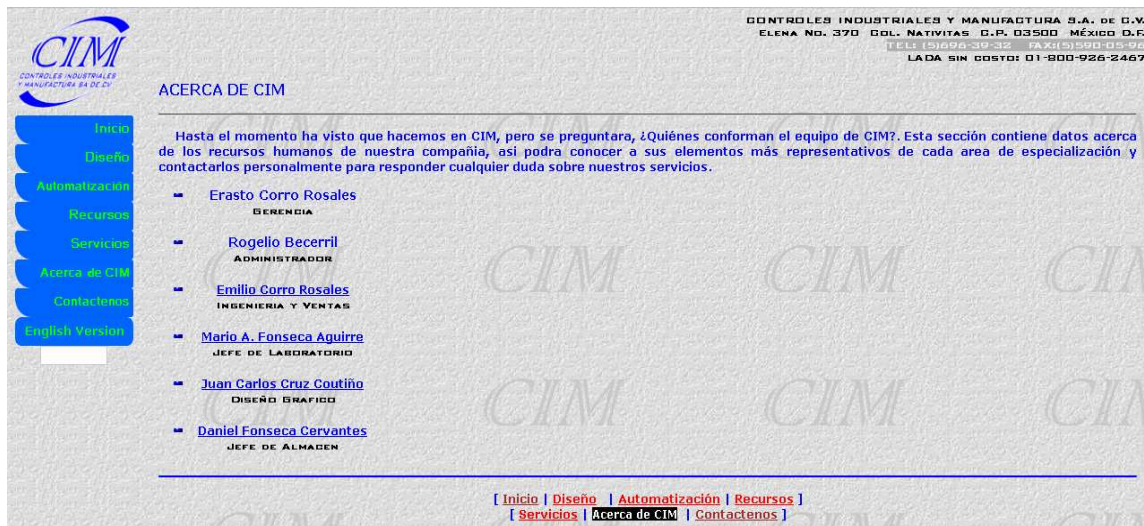 CONTROLES INDUSTRIALES Y MANUFACTURA S.A. DE C.V.
ELENA NO. 370 COL. NATIVITAS C.P. 03500 MÉXICO D.F.
TEL: (5)696-39-32 FAX:(5)590-05-96
LADA SIN COSTO: 01-800-926-2467
CIM
CONTROLES INDUSTRIALES
Y MANUFACTURA SA DE CV
ACERCA DE CIM
Inicio
Diseño
Automatización
Recursos
Servicios
Acerca de CIM
Contactenos
English Version
Hasta el momento ha visto que hacemos en CIM, pero se preguntara, ¿Quiénes conforman el equipo de CIM?. Esta sección contiene datos acerca
de los recursos humanos de nuestra compañia, asi podra conocer a sus elementos más representativos de cada area de especialización y
contactarlos personalmente para responder cualquier duda sobre nuestros servicios.
Erasto Corro Rosales
GERENCIA
Rogelio Becerril
ADMINISTRADOR
Emilio Corro Rosales
INGENIERIA Y VENTAS
Mario A. Fonseca Aguirre
JEFE DE LABORATORIO
Juan Carlos Cruz Coutiño
DISEÑO GRAFICO
Daniel Fonseca Cervantes
JEFE DE ALMACEN
[ Inicio | Diseño | Automatización | Recursos ]
[ Servicios | Acerca de CIM | Contactenos ]